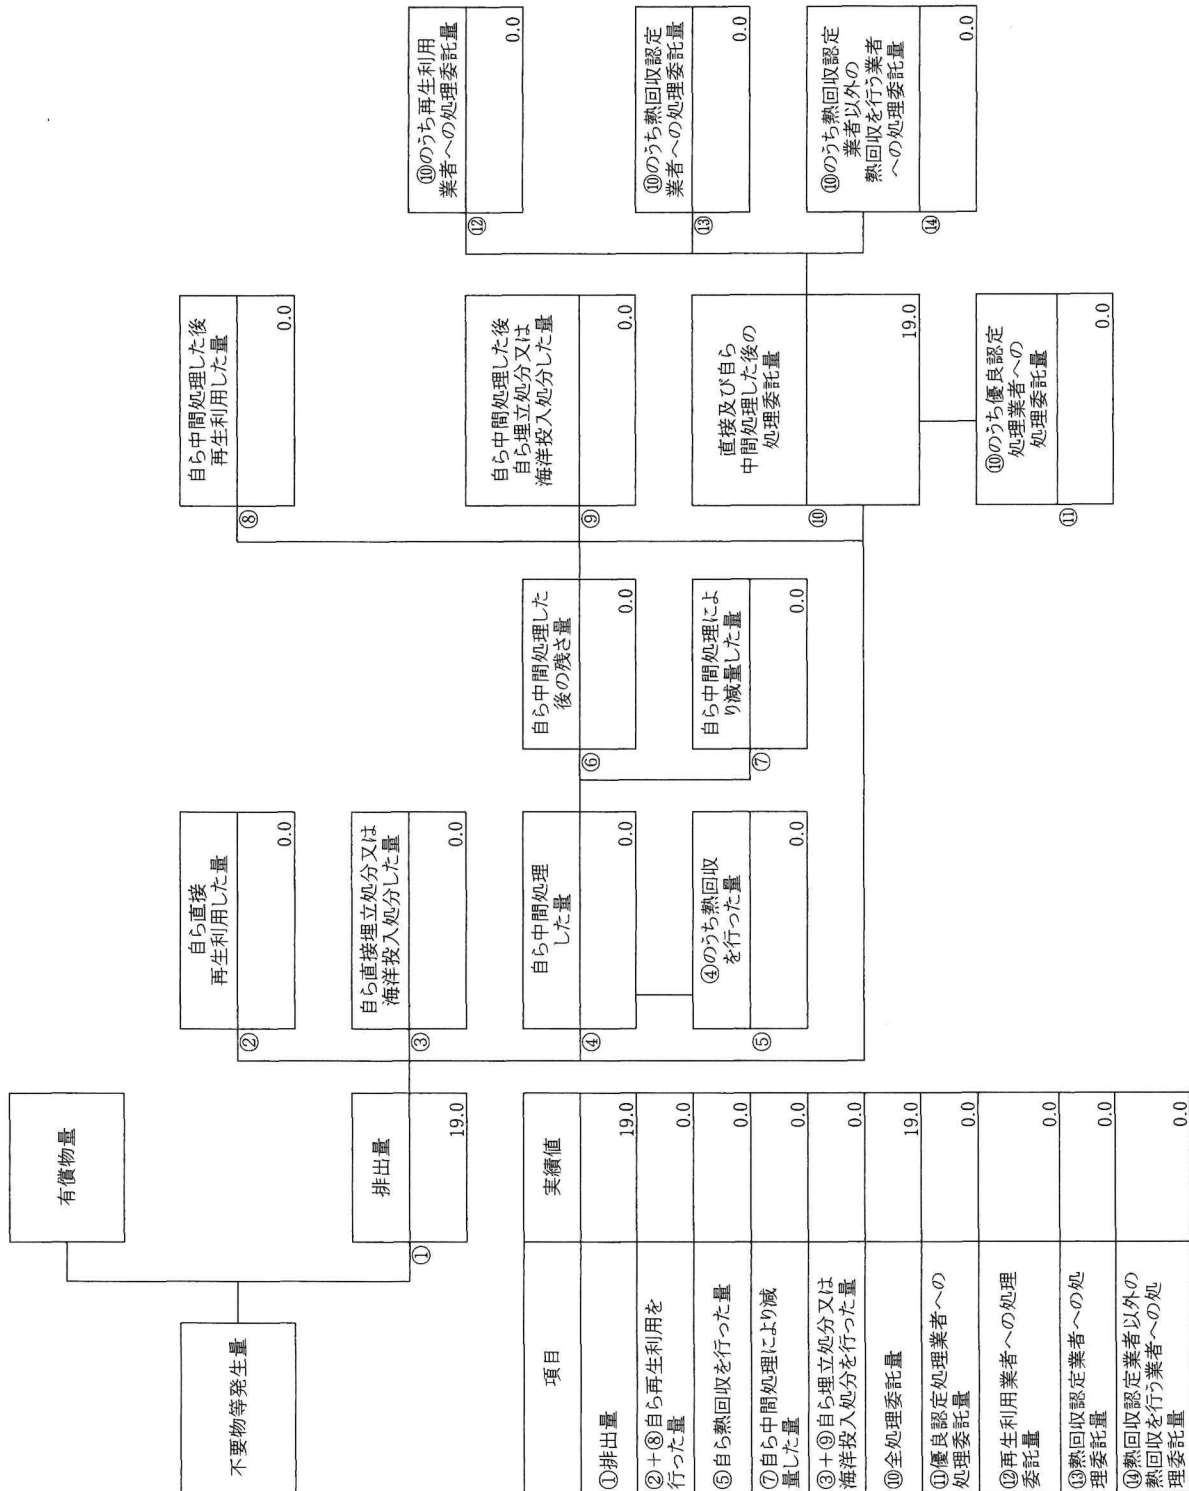 不要物等発生量
有償物量
排出量
①
19.0
自ら直接
再生利用した量
②
0.0
自ら直接埋立処分又は
海洋投入処分した量
③
0.0
自ら中間処理
した量
④
0.0
④のうち熱回収
を行った量
⑤
0.0
自ら中間処理した
後の残さ量
⑥
0.0
自ら中間処理によ
り減量した量
⑦
0.0
自ら中間処理した後
再生利用した量
⑧
0.0
自ら中間処理した後
自ら埋立処分又は
海洋投入処分した量
⑨
0.0
直接及び自ら
中間処理した後の
処理委託量
⑩
19.0
⑩のうち優良認定
処理業者への
処理委託量
⑪
0.0
⑩のうち再生利用
業者への処理委託量
⑫
0.0
⑩のうち熱回収認定
業者への処理委託量
⑬
0.0
⑩のうち熱回収認定
業者以外の
熱回収を行う業者
への処理委託量
⑭
0.0
項目
実績値
①排出量
19.0
②+⑧自ら再生利用を
行った量
0.0
⑤自ら熱回収を行った量
0.0
⑦自ら中間処理により減
量した量
0.0
③+⑨自ら埋立処分又は
海洋投入処分を行った量
0.0
⑩全処理委託量
19.0
⑪優良認定処理業者への
処理委託量
0.0
⑫再生利用業者への処理
委託量
0.0
⑬熱回収認定業者への処
理委託量
0.0
⑭熱回収認定業者以外の
熱回収を行う業者への処
理委託量
0.0